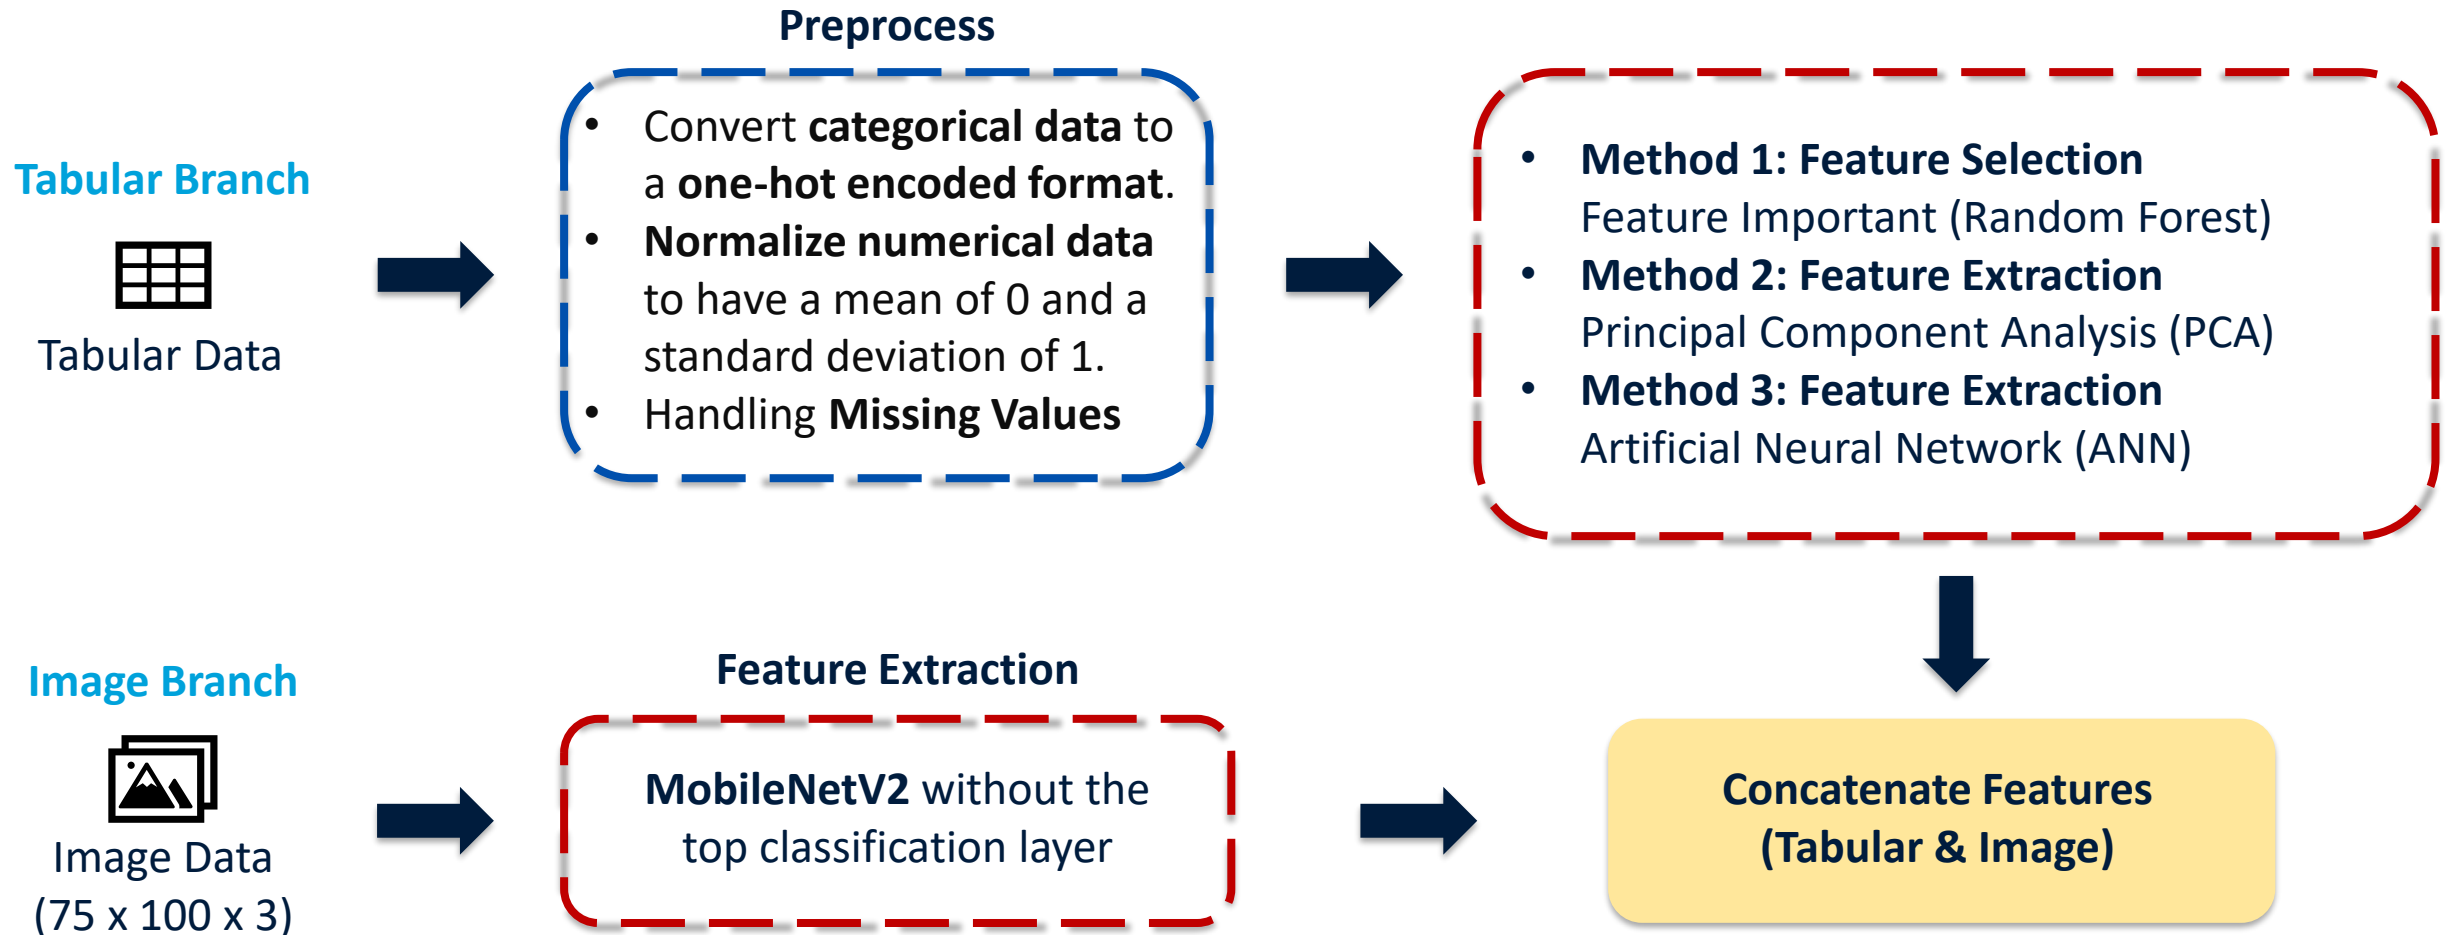 Preprocess
Tabular Branch
Tabular Data
• Convert categorical data to
a one-hot encoded format.
• Normalize numerical data
to have a mean of 0 and a
standard deviation of 1.
• Handling Missing Values
• Method 1: Feature Selection
Feature Important (Random Forest)
• Method 2: Feature Extraction
Principal Component Analysis (PCA)
• Method 3: Feature Extraction
Artificial Neural Network (ANN)
Image Branch
Image Data
(75 x 100 x 3)
Feature Extraction
MobileNetV2 without the
top classification layer
Concatenate Features
(Tabular & Image)